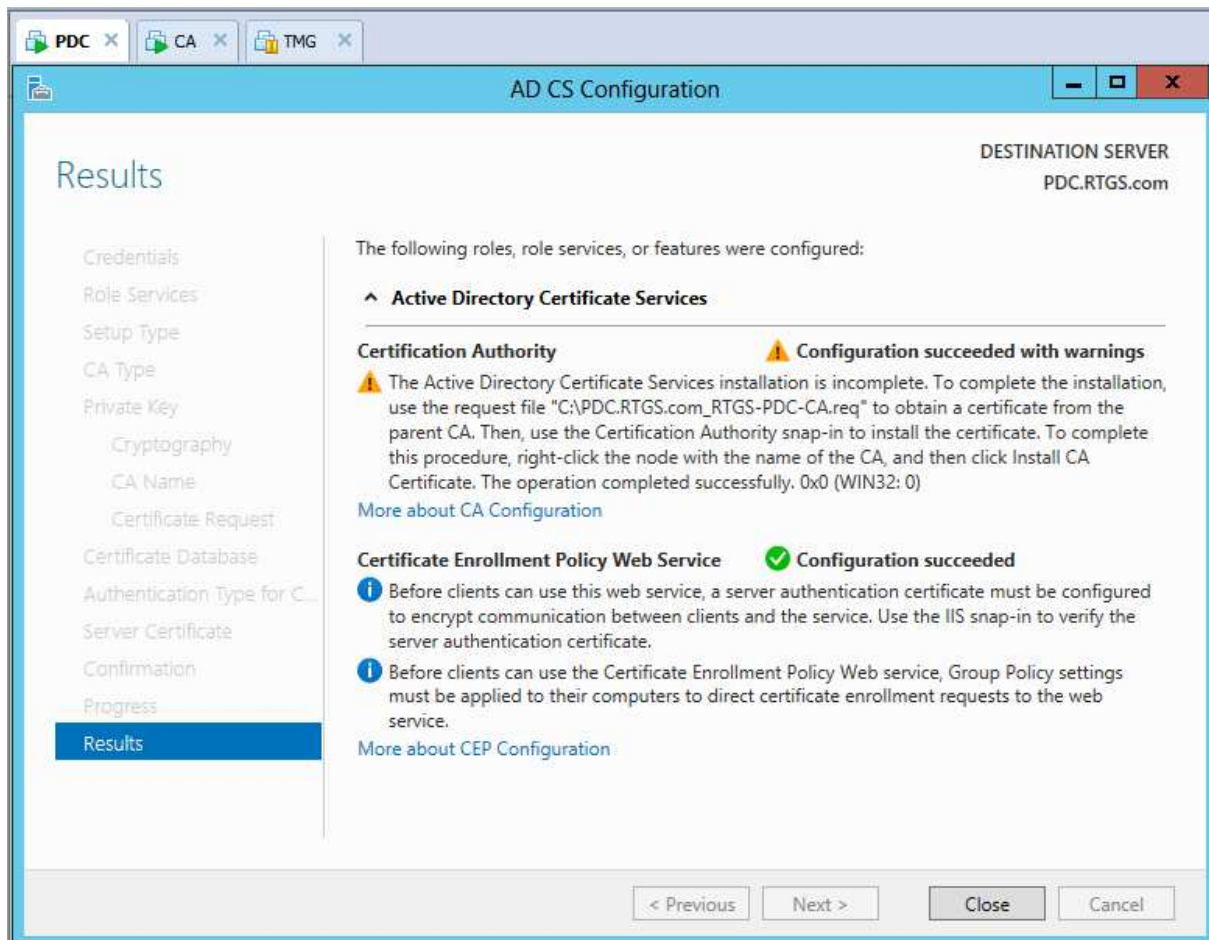 PDC CA TMG
AD CS Configuration
Results
DESTINATION SERVER
PDC.RTGS.com
Credentials
Role Services
Setup Type
CA Type
Private Key
Cryptography
CA Name
Certificate Request
Certificate Database
Authentication Type for C...
Server Certificate
Confirmation
Progress
Results
The following roles, role services, or features were configured:
Active Directory Certificate Services
Certification Authority Configuration succeeded with warnings
The Active Directory Certificate Services installation is incomplete. To complete the installation,
use the request file "C:\PDC.RTGS.com_RTGS-PDC-CA.req" to obtain a certificate from the
parent CA. Then, use the Certification Authority snap-in to install the certificate. To complete
this procedure, right-click the node with the name of the CA, and then click Install CA
Certificate. The operation completed successfully. 0x0 (WIN32: 0)
More about CA Configuration
Certificate Enrollment Policy Web Service Configuration succeeded
Before clients can use this web service, a server authentication certificate must be configured
to encrypt communication between clients and the service. Use the IIS snap-in to verify the
server authentication certificate.
Before clients can use the Certificate Enrollment Policy Web service, Group Policy settings
must be applied to their computers to direct certificate enrollment requests to the web
service.
More about CEP Configuration
< Previous Next > Close Cancel